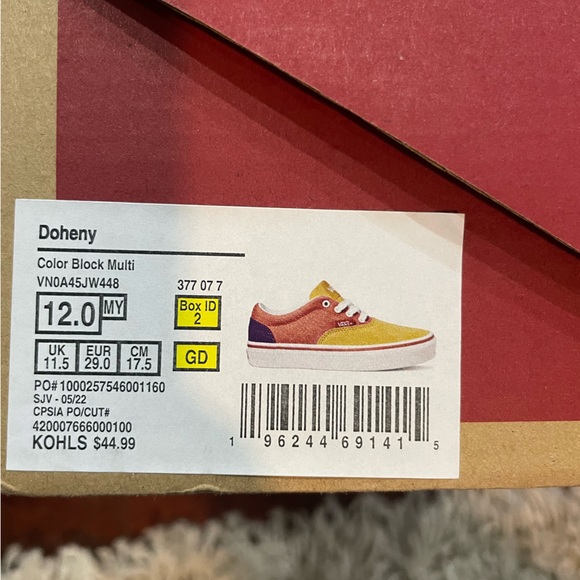 Doheny
Color Block Multi
VN0A45JW448 377 07 7
12.0 MY Box ID 2
UK 11.5 EUR 29.0 CM 17.5 GD
PO# 1000257546001160
SJV - 05/22
CPSIA PO/CUT#
420007666000100
KOHLS $44.99
1 96244 69141 5
VANS